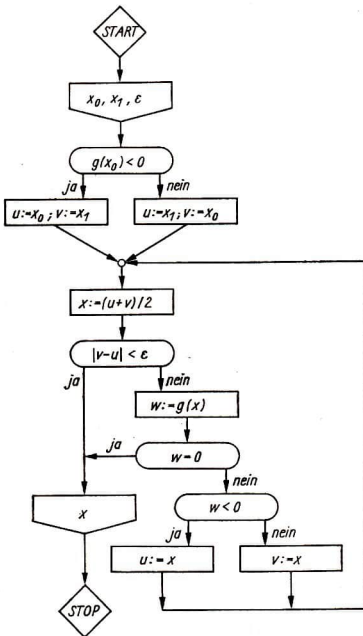 START
x₀, x₁, ε
g(x₀)<0
ja
nein
u:=x₀; v:=x₁
u:=x₁; v:=x₀
x:=(u+v)/2
|v-u| < ε
ja
nein
w:=g(x)
ja
w=0
nein
w<0
x
ja
nein
u:=x
v:=x
STOP